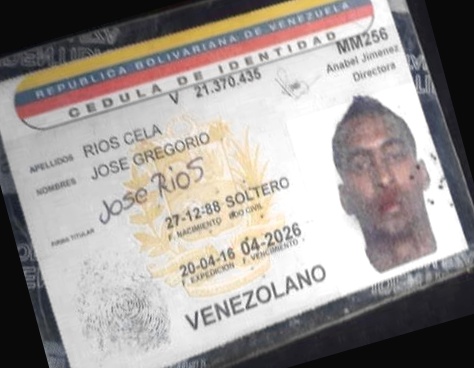 REPUBLICA BOLIVARIANA DE VENEZUELA
CEDULA DE IDENTIDAD
MM256
V 21.370.435
Anabel Jimenez
Directora
APELLIDOS RIOS CELA
NOMBRES JOSE GREGORIO
Jose Rios
FIRMA TITULAR
27-12-88 SOLTERO
F. NACIMIENTO EDO CIVIL
20-04-16 04-2026
F. EXPEDICION F. VENCIMIENTO
VENEZOLANO